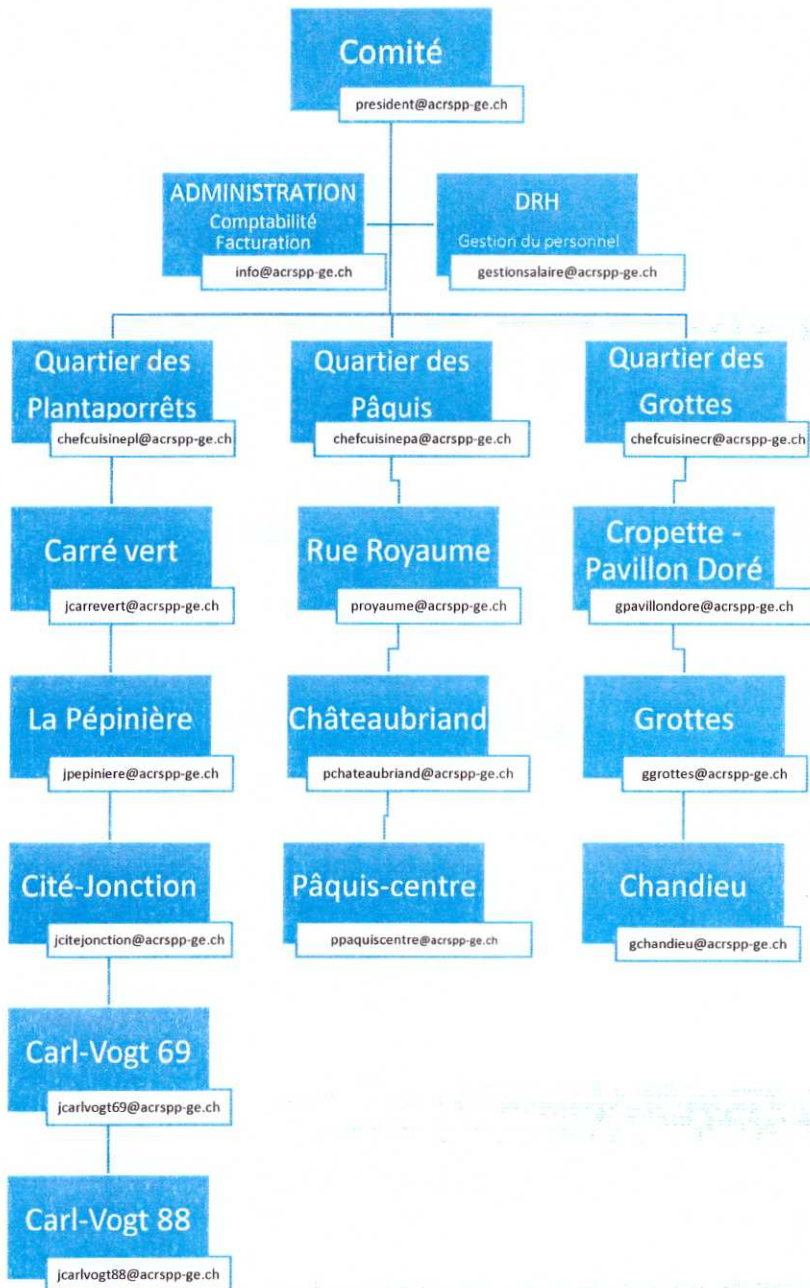 Comité
president@acrspp-ge.ch
ADMINISTRATION
Comptabilité
Facturation
info@acrspp-ge.ch
DRH
Gestion du personnel
gestionsalaire@acrspp-ge.ch
Quartier des
Plantaporrêts
chefcuisinepl@acrspp-ge.ch
Carré vert
jcarrevert@acrspp-ge.ch
La Pépinière
jpepiniere@acrspp-ge.ch
Cité-Jonction
jcitejonction@acrspp-ge.ch
Carl-Vogt 69
jcarlvogt69@acrspp-ge.ch
Carl-Vogt 88
jcarlvogt88@acrspp-ge.ch
Quartier des
Pâquis
chefcuisinepa@acrspp-ge.ch
Rue Royaume
proyaume@acrspp-ge.ch
Châteaubriand
pchateaubriand@acrspp-ge.ch
Pâquis-centre
ppaquiscentre@acrspp-ge.ch
Quartier des
Grottes
chefcuisinecr@acrspp-ge.ch
Cropette -
Pavillon Doré
gpavillondore@acrspp-ge.ch
Grottes
ggrottes@acrspp-ge.ch
Chandieu
gchandieu@acrspp-ge.ch